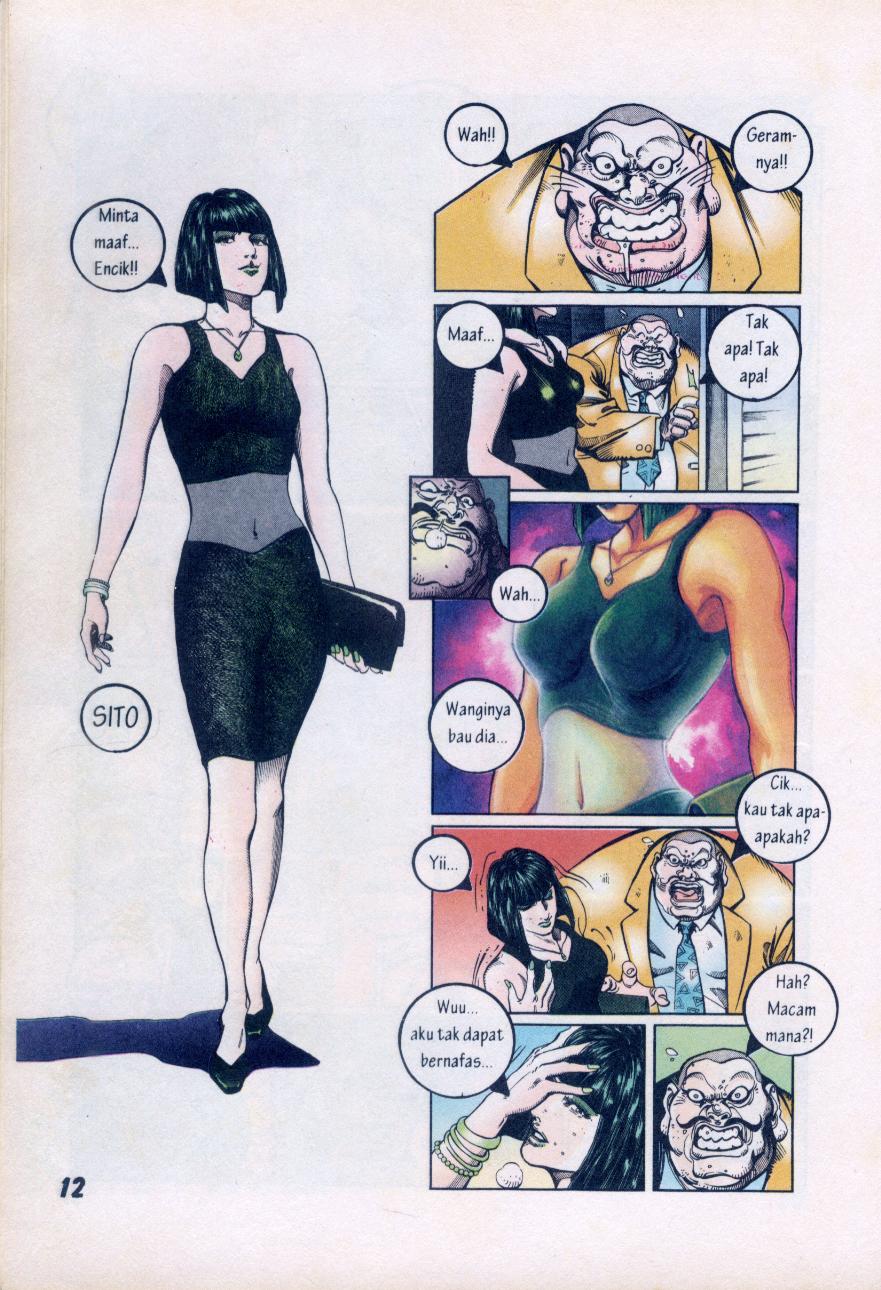 Minta
maaf...
Encik!!
SITO
Wah!!
Geram-
nya!!
Maaf...
Tak
apa! Tak
apa!
Wah...
Wanginya
bau dia...
Cik...
kau tak apa-
apakah?
Yii...
Wuu...
aku tak dapat
bernafas...
Hah?
Macam
mana?!
12